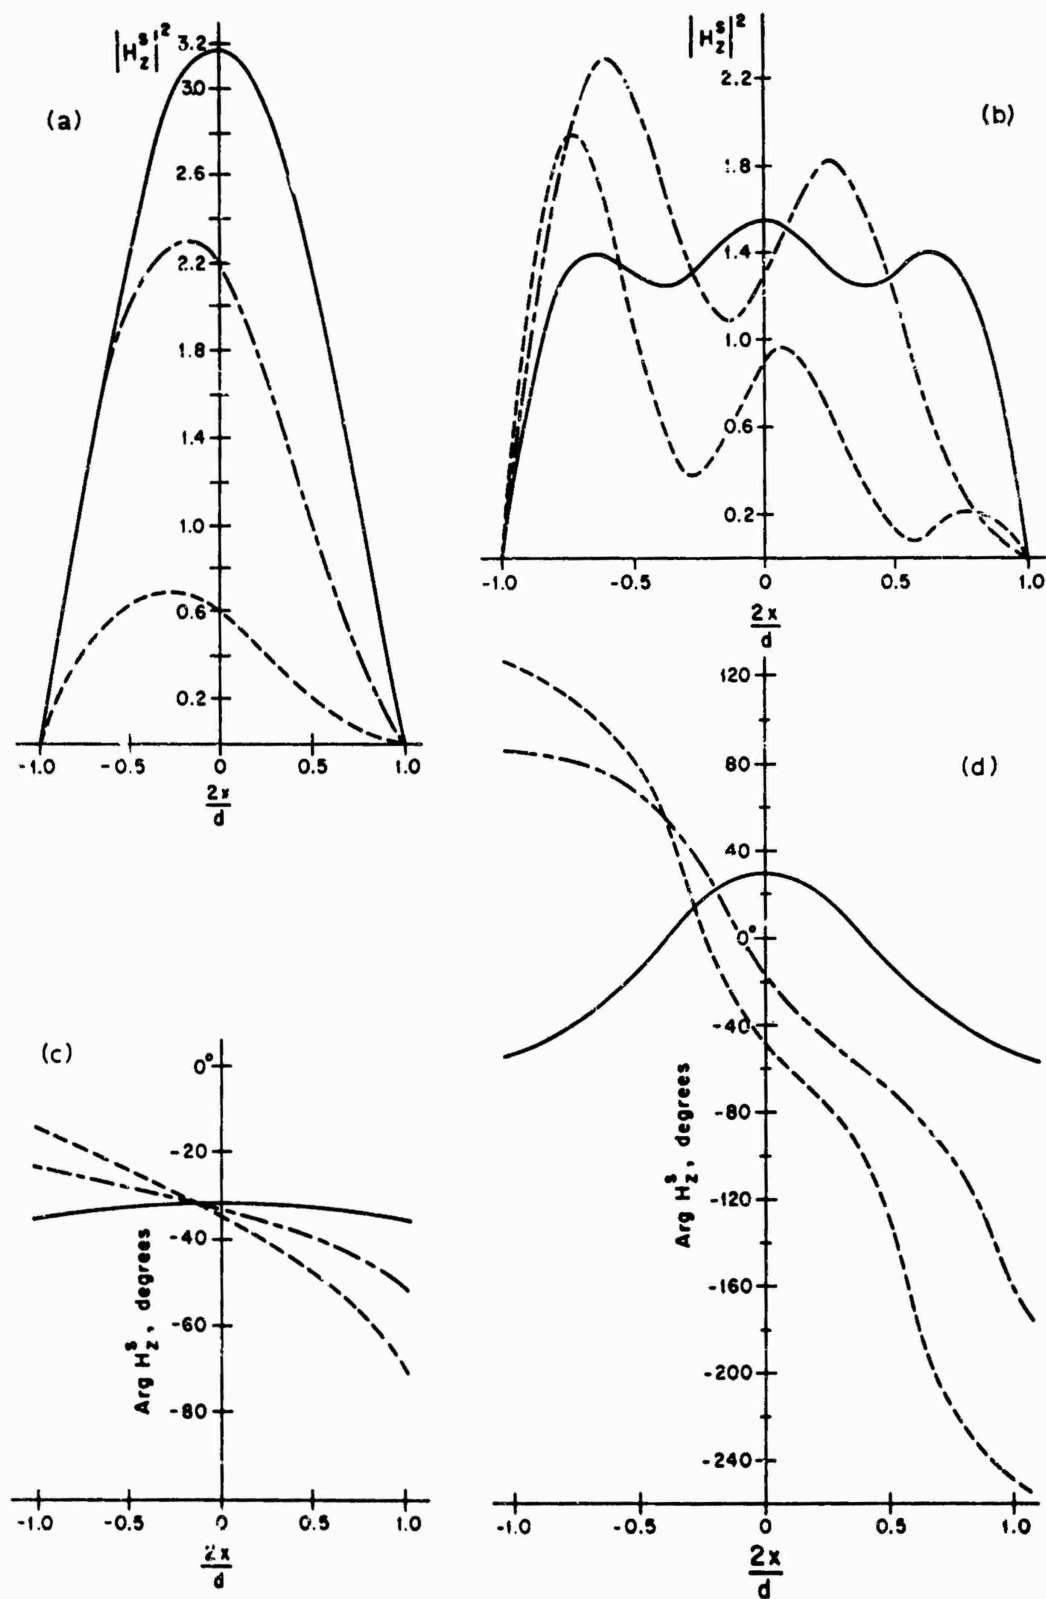 (a)
|H_z^s|^2
3.2
3.0
2.6
2.2
1.8
1.4
1.0
0.6
0.2
-1.0 -0.5 0 0.5 1.0
2x
d
(b)
|H_z^s|^2
2.2
1.8
1.4
1.0
0.6
0.2
-1.0 -0.5 0 0.5 1.0
2x
d
(c)
Arg H_z^s, degrees
0°
-20
-40
-60
-80
-1.0 -0.5 0 0.5 1.0
2x
d
(d)
Arg H_z^s, degrees
120
80
40
0°
-40
-80
-120
-160
-200
-240
-1.0 -0.5 0 0.5 1.0
2x
d